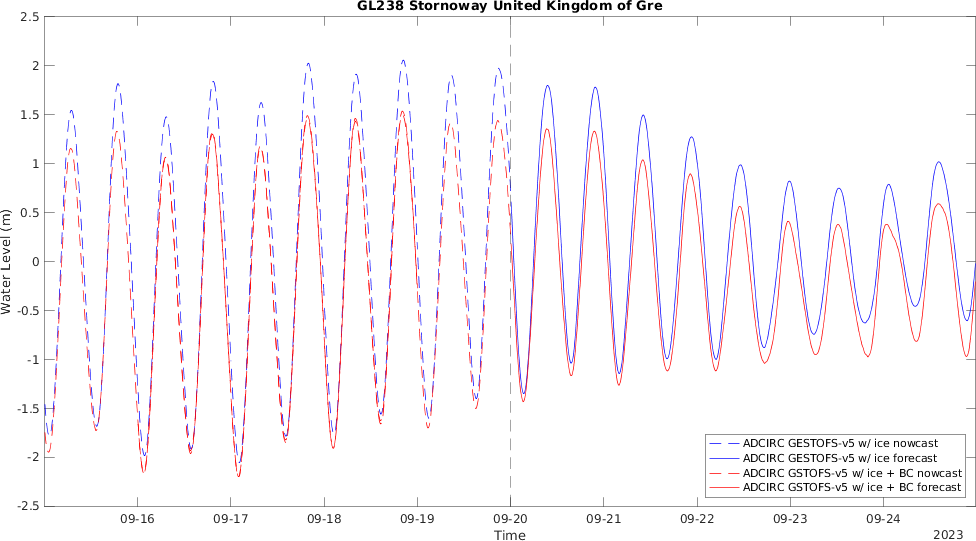 GL238 Stornoway United Kingdom of Gre
2.5
2
1.5
1
0.5
0
-0.5
-1
-1.5
-2
-2.5
Water Level (m)
09-16 09-17 09-18 09-19 09-20 09-21 09-22 09-23 09-24
Time
2023
ADCIRC GESTOFS-v5 w/ ice nowcast
ADCIRC GESTOFS-v5 w/ ice forecast
ADCIRC GSTOFS-v5 w/ ice + BC nowcast
ADCIRC GSTOFS-v5 w/ ice + BC forecast